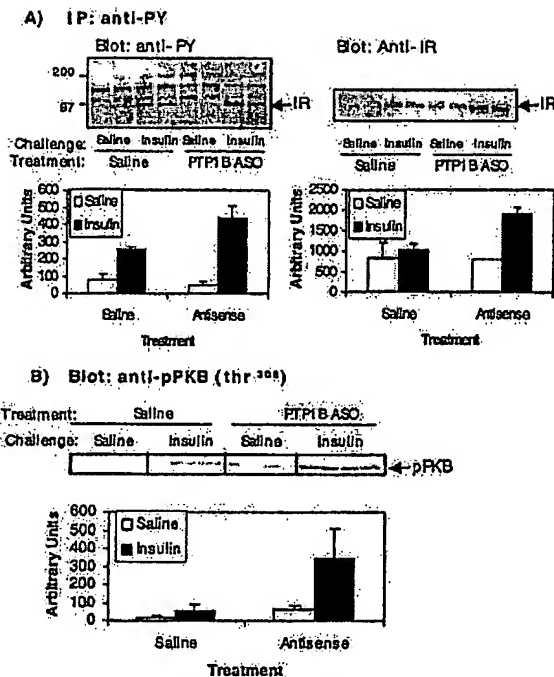 A) IP: anti-PY
Blot: anti-PY
200
97
IR
Challenge: Saline Insulin Saline Insulin
Treatment: Saline PTP1B ASO
Blot: Anti-IR
IR
Saline Insulin Saline Insulin
Saline PTP1B ASO
Arbitrary Units
600
500
400
300
200
100
0
Saline
Insulin
Saline Antisense
Treatment
Arbitrary Units
2500
2000
1500
1000
500
0
Saline
Insulin
Saline Antisense
Treatment
B) Blot: anti-pPKB (thr 308)
Treatment: Saline PTP1B ASO
Challenge: Saline Insulin Saline Insulin
pPKB
Arbitrary Units
600
500
400
300
200
100
0
Saline
Insulin
Saline Antisense
Treatment